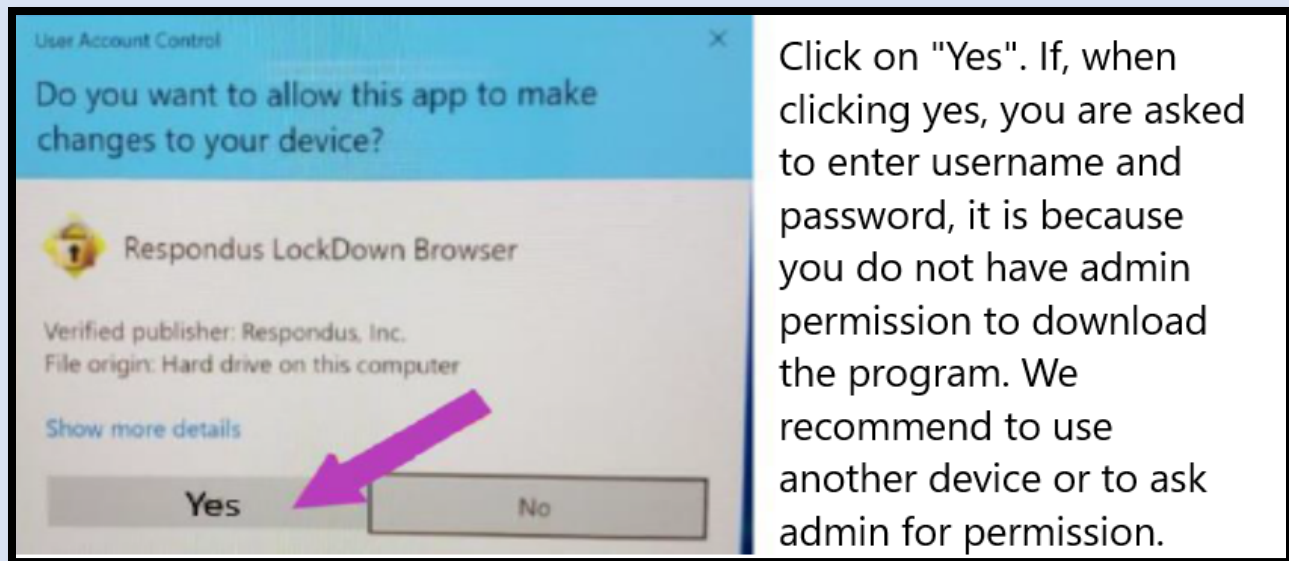 User Account Control
Do you want to allow this app to make
changes to your device?
Respondus LockDown Browser
Verified publisher: Respondus, Inc.
File origin: Hard drive on this computer
Show more details
Yes
No
Click on "Yes". If, when
clicking yes, you are asked
to enter username and
password, it is because
you do not have admin
permission to download
the program. We
recommend to use
another device or to ask
admin for permission.